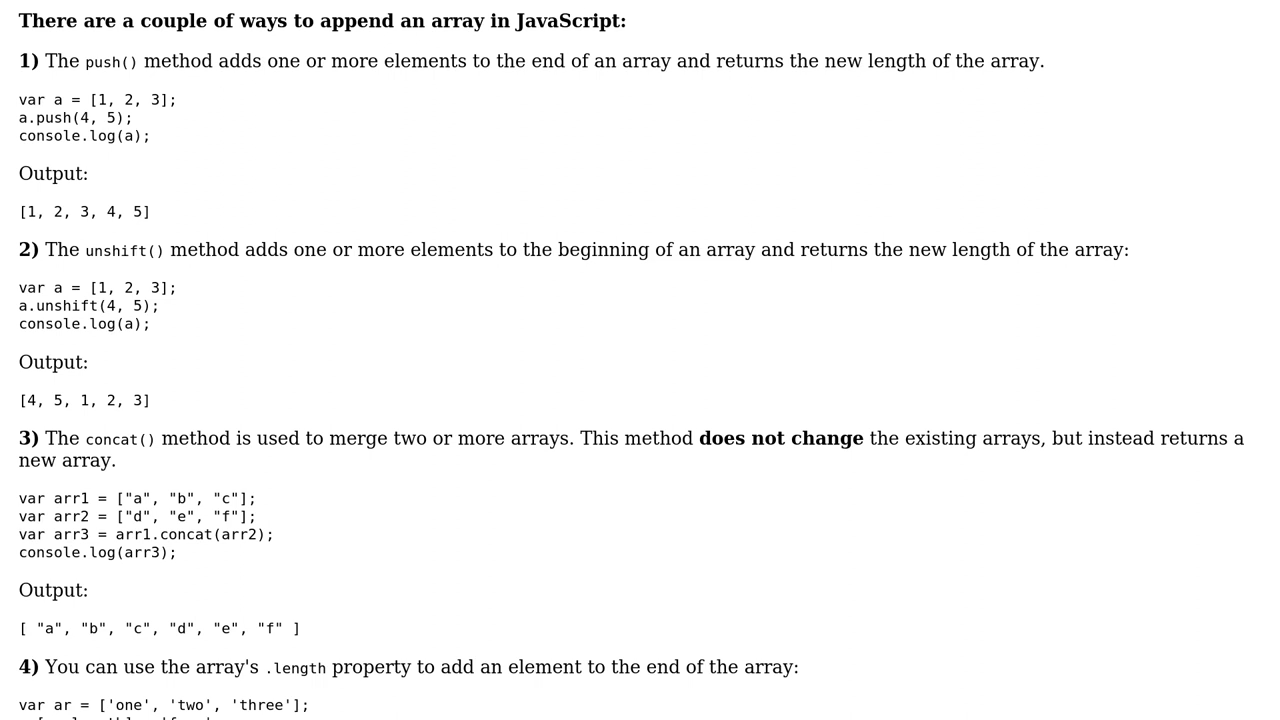 There are a couple of ways to append an array in JavaScript:
1) The push() method adds one or more elements to the end of an array and returns the new length of the array.
var a = [1, 2, 3];
a.push(4, 5);
console.log(a);
Output:
[1, 2, 3, 4, 5]
2) The unshift() method adds one or more elements to the beginning of an array and returns the new length of the array:
var a = [1, 2, 3];
a.unshift(4, 5);
console.log(a);
Output:
[4, 5, 1, 2, 3]
3) The concat() method is used to merge two or more arrays. This method does not change the existing arrays, but instead returns a
new array.
var arr1 = ["a", "b", "c"];
var arr2 = ["d", "e", "f"];
var arr3 = arr1.concat(arr2);
console.log(arr3);
Output:
[ "a", "b", "c", "d", "e", "f" ]
4) You can use the array's .length property to add an element to the end of the array:
var ar = ['one', 'two', 'three'];